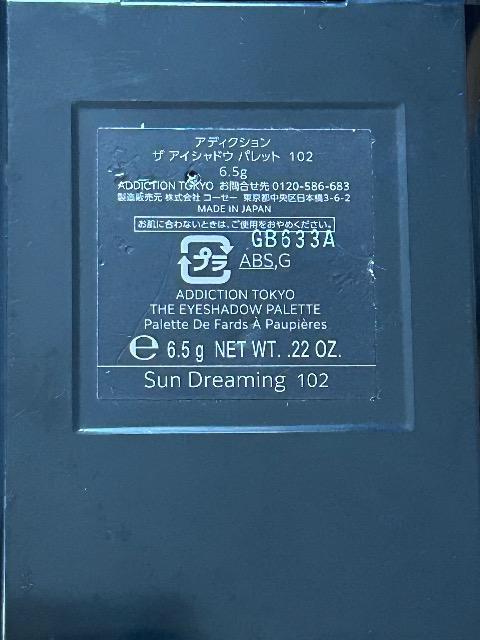 アディクション
ザ アイシャドウ パレット 102
6.5g
ADDICTION TOKYO お問合せ先 0120-586-683
製造販売元 株式会社 コーセー 東京都中央区日本橋3-6-2
MADE IN JAPAN
お肌に合わないときは、ご使用をおやめください。
GB633A
プラ ABS,G
ADDICTION TOKYO
THE EYESHADOW PALETTE
Palette De Fards À Paupières
℮ 6.5 g NET WT. .22 OZ.
Sun Dreaming 102